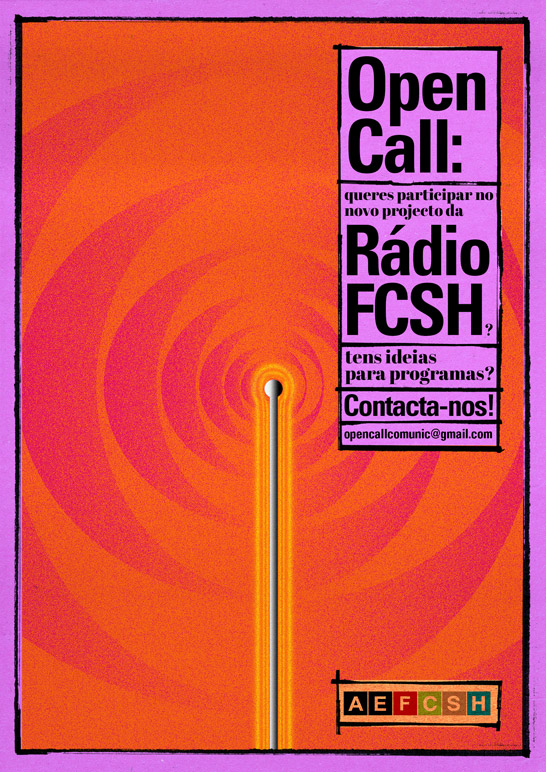 Open
Call:
queres participar no
novo projecto da
Rádio
FCSH?
tens ideias
para programas?
Contacta-nos!
opencallcomunic@gmail.com
AEFCSH